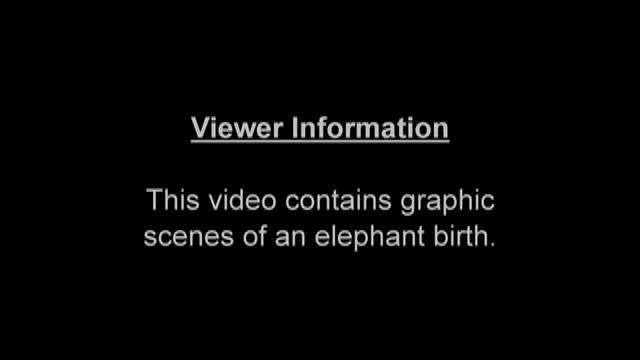 Viewer Information
This video contains graphic
scenes of an elephant birth.